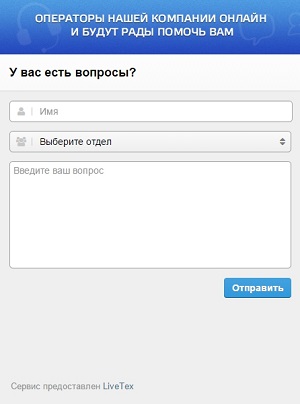 ОПЕРАТОРЫ НАШЕЙ КОМПАНИИ ОНЛАЙН
И БУДУТ РАДЫ ПОМОЧЬ ВАМ
У вас есть вопросы?
Имя
Выберите отдел
Введите ваш вопрос
Отправить
Сервис предоставлен LiveTex